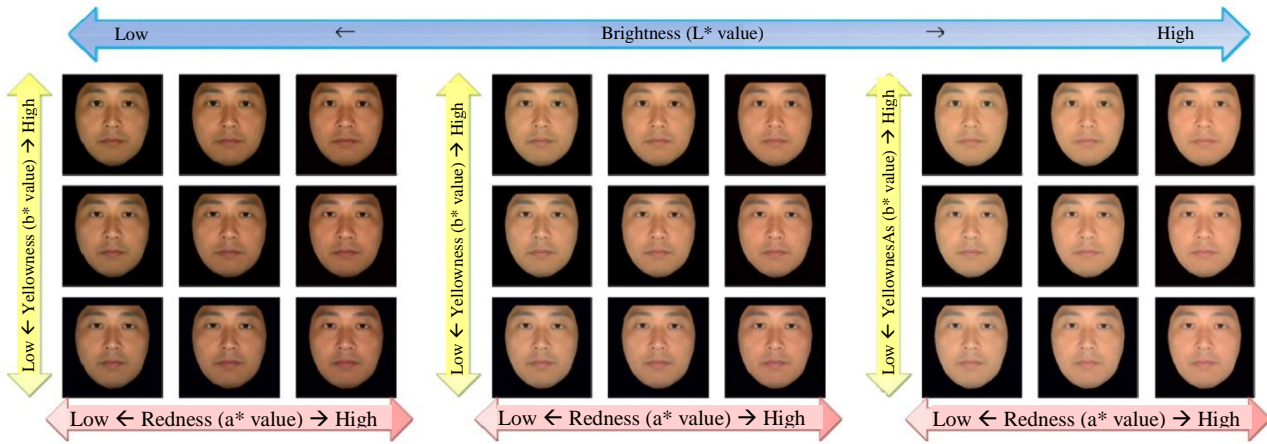 Low ← Brightness (L* value) → High
Low ← Yellowness (b* value) → High
Low ← Yellowness (b* value) → High
Low ← YellownesAs (b* value) → High
Low ← Redness (a* value) → High
Low ← Redness (a* value) → High
Low ← Redness (a* value) → High